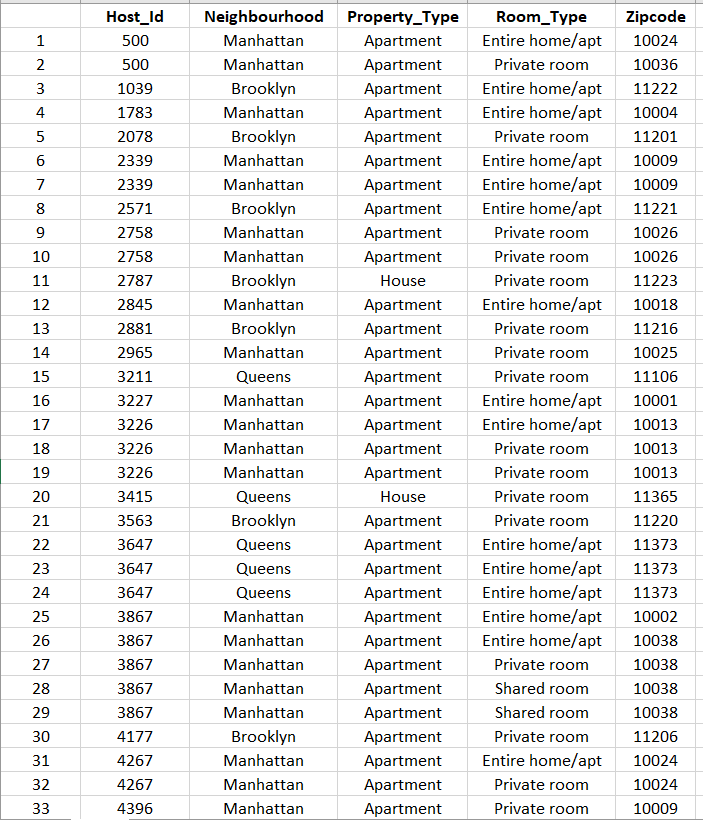 Host_Id Neighbourhood Property_Type Room_Type Zipcode
1 500 Manhattan Apartment Entire home/apt 10024
2 500 Manhattan Apartment Private room 10036
3 1039 Brooklyn Apartment Entire home/apt 11222
4 1783 Manhattan Apartment Entire home/apt 10004
5 2078 Brooklyn Apartment Private room 11201
6 2339 Manhattan Apartment Entire home/apt 10009
7 2339 Manhattan Apartment Entire home/apt 10009
8 2571 Brooklyn Apartment Entire home/apt 11221
9 2758 Manhattan Apartment Private room 10026
10 2758 Manhattan Apartment Private room 10026
11 2787 Brooklyn House Private room 11223
12 2845 Manhattan Apartment Entire home/apt 10018
13 2881 Brooklyn Apartment Private room 11216
14 2965 Manhattan Apartment Private room 10025
15 3211 Queens Apartment Private room 11106
16 3227 Manhattan Apartment Entire home/apt 10001
17 3226 Manhattan Apartment Entire home/apt 10013
18 3226 Manhattan Apartment Private room 10013
19 3226 Manhattan Apartment Private room 10013
20 3415 Queens House Private room 11365
21 3563 Brooklyn Apartment Private room 11220
22 3647 Queens Apartment Entire home/apt 11373
23 3647 Queens Apartment Entire home/apt 11373
24 3647 Queens Apartment Entire home/apt 11373
25 3867 Manhattan Apartment Entire home/apt 10002
26 3867 Manhattan Apartment Entire home/apt 10038
27 3867 Manhattan Apartment Private room 10038
28 3867 Manhattan Apartment Shared room 10038
29 3867 Manhattan Apartment Shared room 10038
30 4177 Brooklyn Apartment Private room 11206
31 4267 Manhattan Apartment Entire home/apt 10024
32 4267 Manhattan Apartment Private room 10024
33 4396 Manhattan Apartment Private room 10009